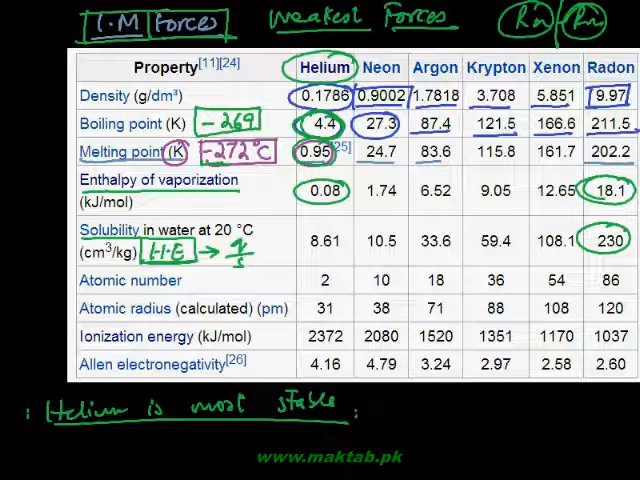 I.M Forces Weakest Forces Rn Rn
Property[11][24] Helium Neon Argon Krypton Xenon Radon
Density (g/dm³) 0.1786 0.9002 1.7818 3.708 5.851 9.97
Boiling point (K) -269 4.4 27.3 87.4 121.5 166.6 211.5
Melting point (K -272°C 0.95[25] 24.7 83.6 115.8 161.7 202.2
Enthalpy of vaporization
(kJ/mol) 0.08 1.74 6.52 9.05 12.65 18.1
Solubility in water at 20 °C
(cm³/kg) H.E → g/s 8.61 10.5 33.6 59.4 108.1 230
Atomic number 2 10 18 36 54 86
Atomic radius (calculated) (pm) 31 38 71 88 108 120
Ionization energy (kJ/mol) 2372 2080 1520 1351 1170 1037
Allen electronegativity[26] 4.16 4.79 3.24 2.97 2.58 2.60
Helium is most stable
www.maktab.pk